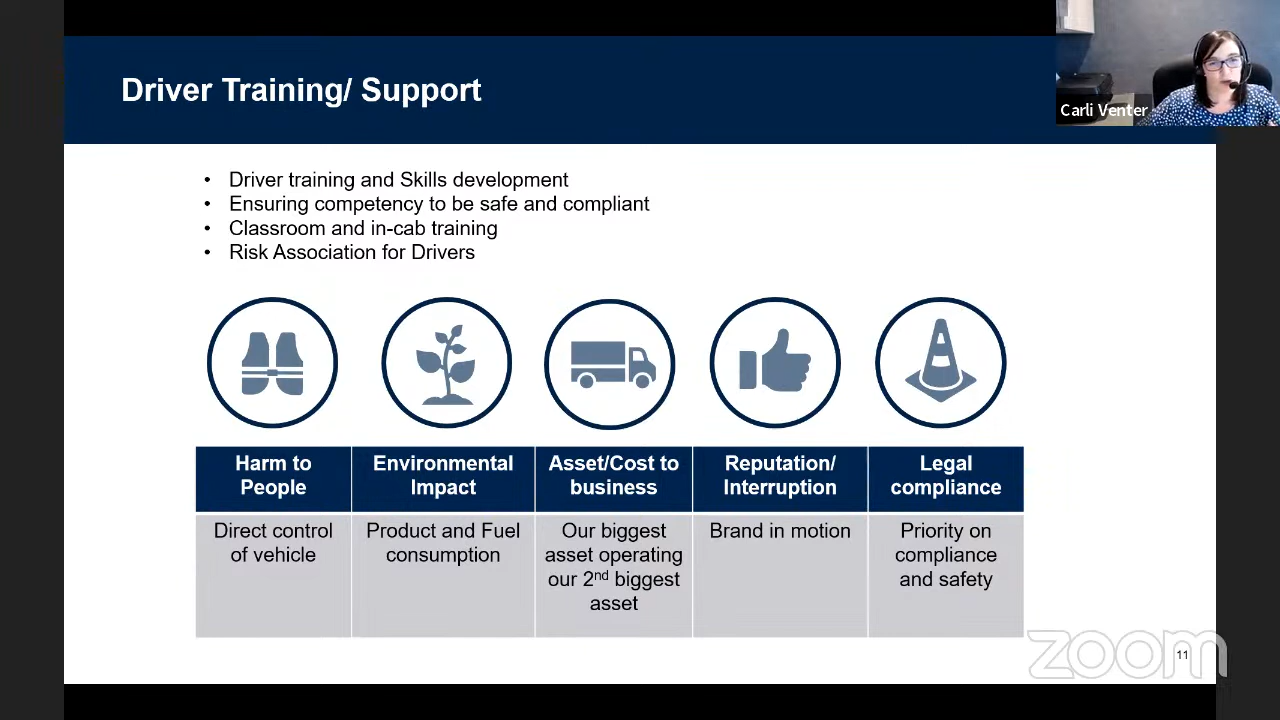 Driver Training/ Support
Carli Venter
• Driver training and Skills development
• Ensuring competency to be safe and compliant
• Classroom and in-cab training
• Risk Association for Drivers
Harm to
People
Environmental
Impact
Asset/Cost to
business
Reputation/
Interruption
Legal
compliance
Direct control
of vehicle
Product and Fuel
consumption
Our biggest
asset operating
our 2nd biggest
asset
Brand in motion
Priority on
compliance
and safety
zoom
11